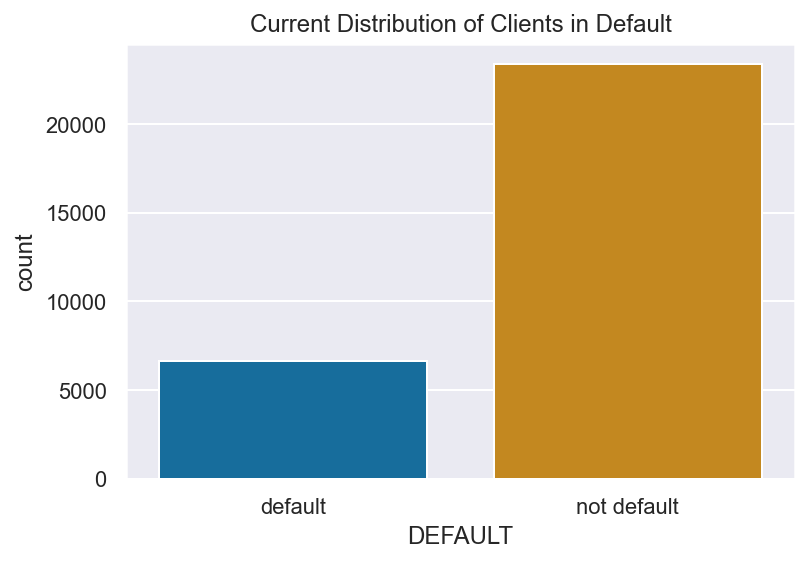 Current Distribution of Clients in Default
count
20000
15000
10000
5000
0
default not default
DEFAULT